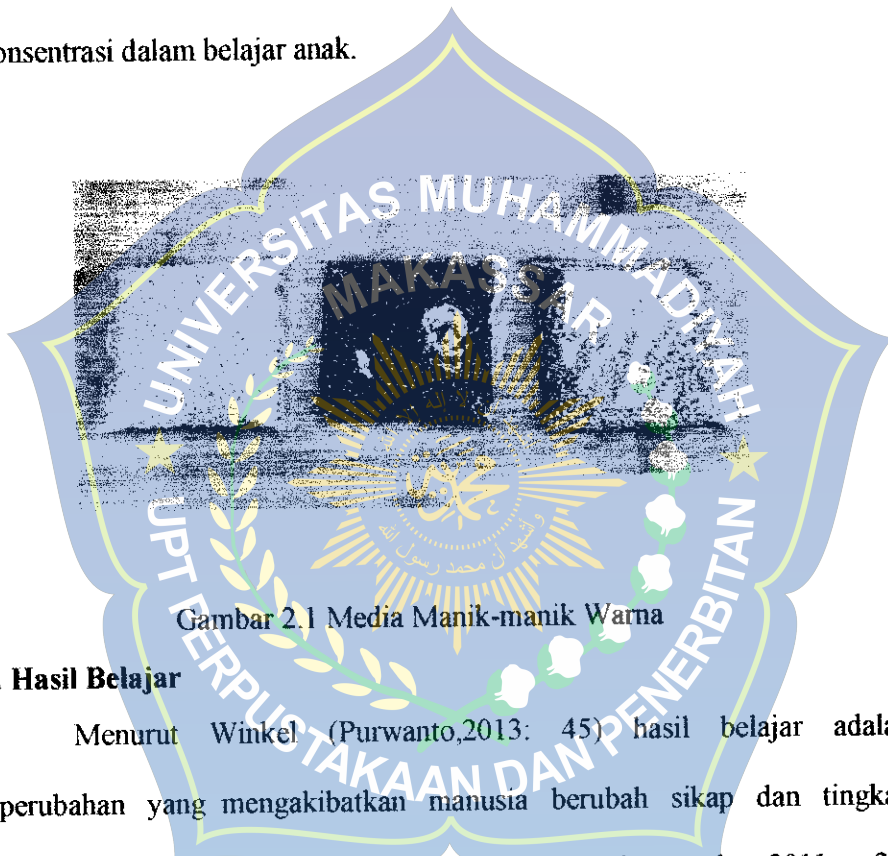 onsentrasi dalam belajar anak.
UNIVERSITAS MUHAMMADIYAH
MAKASSAR
Gambar 2.1 Media Manik-manik Warna
Hasil Belajar
Menurut Winkel (Purwanto,2013: 45) hasil belajar adala
perubahan yang mengakibatkan manusia berubah sikap dan tingka
UPT PERPUSTAKAAN DAN PENERBITAN